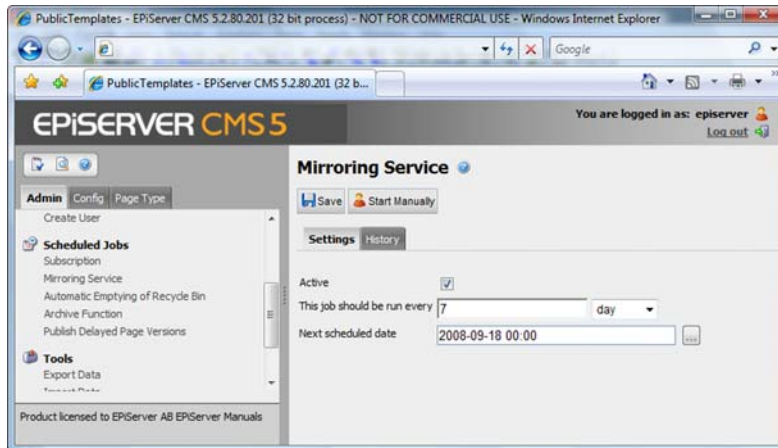 PublicTemplates - EPiServer CMS 5.2.80.201 (32 bit process) - NOT FOR COMMERCIAL USE - Windows Internet Explorer
Google
PublicTemplates - EPiServer CMS 5.2.80.201 (32 b...
EPiSERVER CMS 5
You are logged in as: episerver
Log out
Admin Config Page Type
Create User
Scheduled Jobs
Subscription
Mirroring Service
Automatic Emptying of Recycle Bin
Archive Function
Publish Delayed Page Versions
Tools
Export Data
Product licensed to EPiServer AB EPiServer Manuals
Mirroring Service
Save Start Manually
Settings History
Active
This job should be run every 7 day
Next scheduled date 2008-09-18 00:00 ...